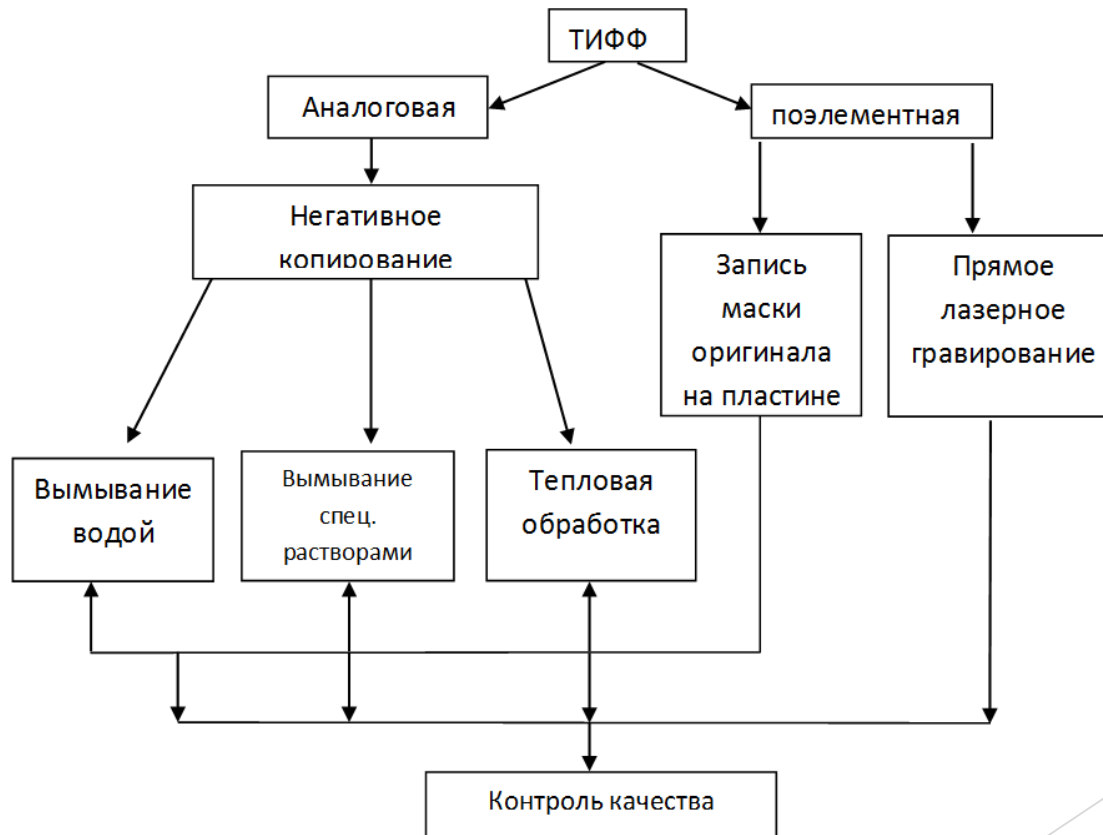 ТИФФ
Аналоговая
поэлементная
Негативное
копирование
Запись
маски
оригинала
на пластине
Прямое
лазерное
гравирование
Вымывание
водой
Вымывание
спец.
растворами
Тепловая
обработка
Контроль качества